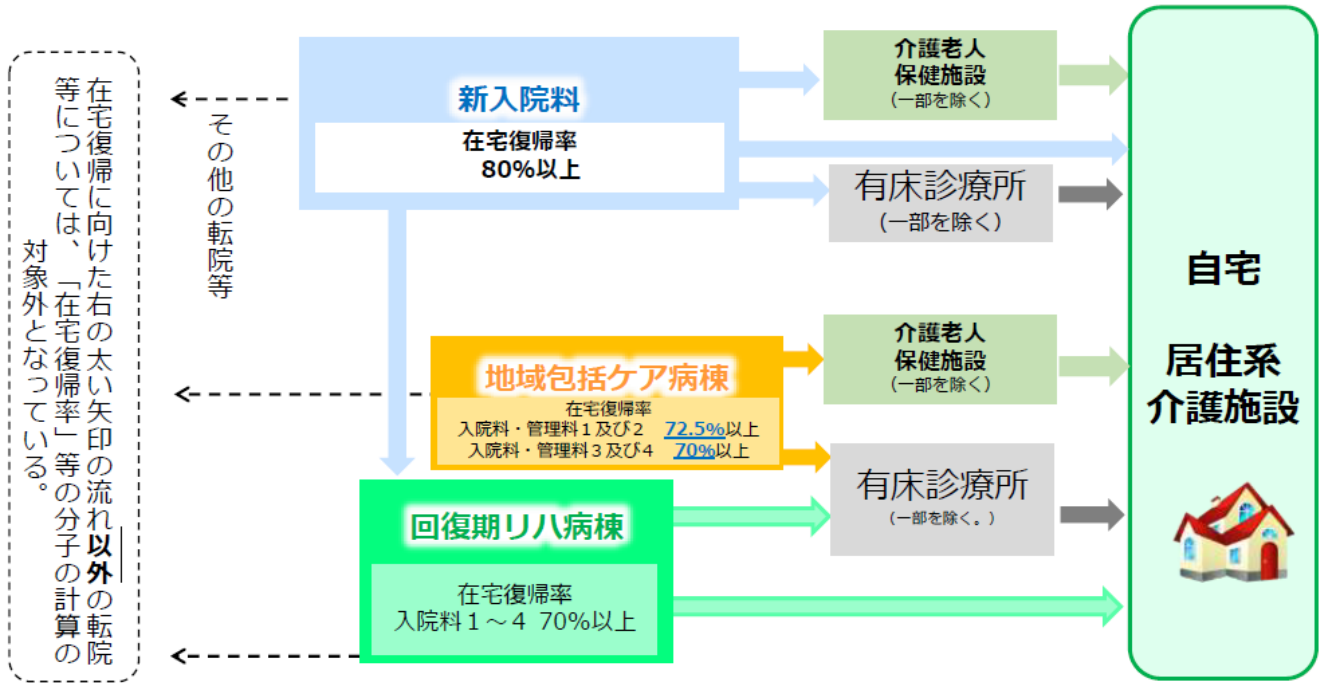 在宅復帰に向けた右の太い矢印の流れ以外の転院
等については、「在宅復帰率」等の分子の計算の
対象外となっている。
その他の転院等
新入院料
在宅復帰率
80%以上
介護老人
保健施設
(一部を除く)
有床診療所
(一部を除く)
地域包括ケア病棟
在宅復帰率
入院料・管理料1及び2 72.5%以上
入院料・管理料3及び4 70%以上
介護老人
保健施設
(一部を除く)
有床診療所
(一部を除く。)
回復期リハ病棟
在宅復帰率
入院料1~4 70%以上
自宅
居住系
介護施設